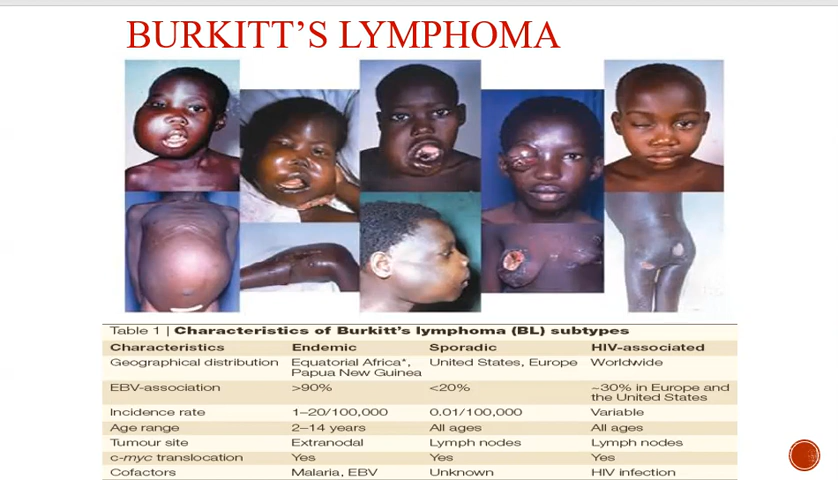 BURKITT'S LYMPHOMA
Table 1 | Characteristics of Burkitt's lymphoma (BL) subtypes
Characteristics Endemic Sporadic HIV-associated
Geographical distribution Equatorial Africa*, United States, Europe Worldwide
Papua New Guinea
EBV-association >90% <20% ~30% in Europe and
the United States
Incidence rate 1–20/100,000 0.01/100,000 Variable
Age range 2–14 years All ages All ages
Tumour site Extranodal Lymph nodes Lymph nodes
c-myc translocation Yes Yes Yes
Cofactors Malaria, EBV Unknown HIV infection